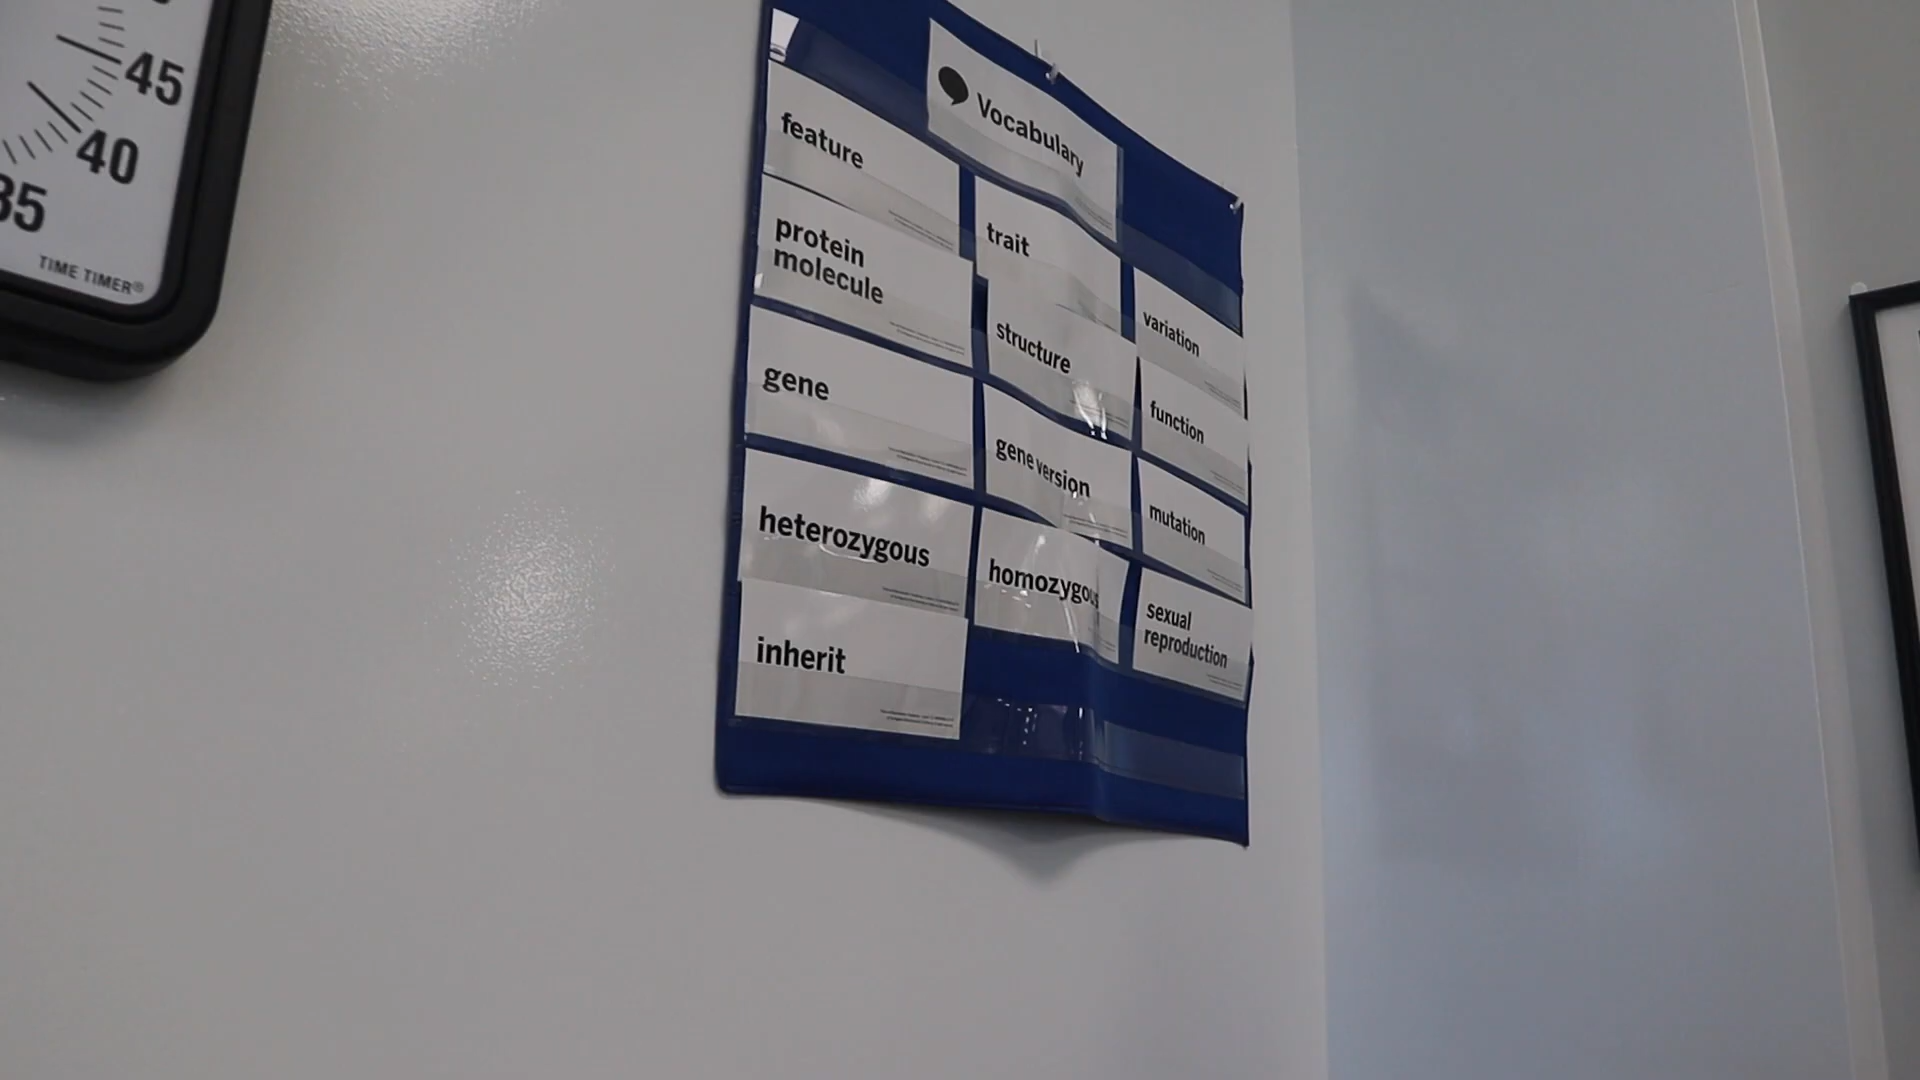 45
40
35
TIME TIMER®
Vocabulary
feature
trait
variation
protein
molecule
structure
function
gene
gene version
mutation
heterozygous
homozygous
sexual
reproduction
inherit